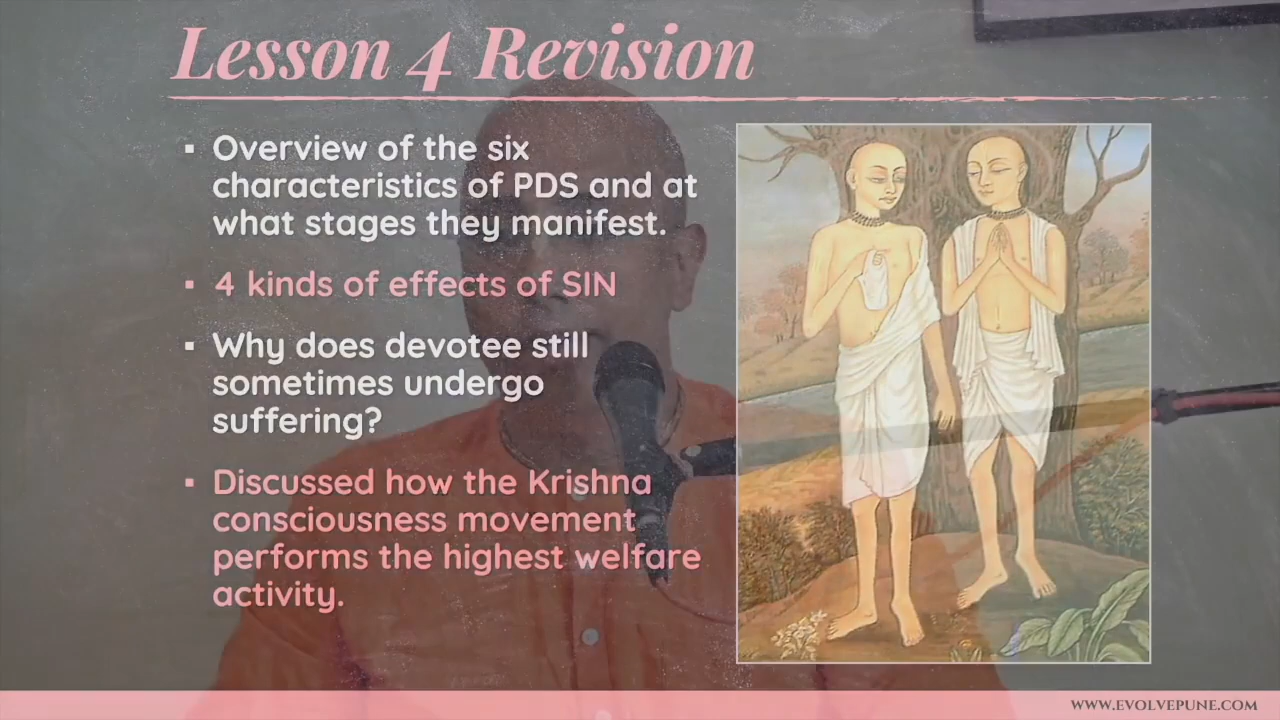 Lesson 4 Revision
▪ Overview of the six
characteristics of PDS and at
what stages they manifest.
▪ 4 kinds of effects of SIN
▪ Why does devotee still
sometimes undergo
suffering?
▪ Discussed how the Krishna
consciousness movement
performs the highest welfare
activity.
WWW.EVOLVEPUNE.COM